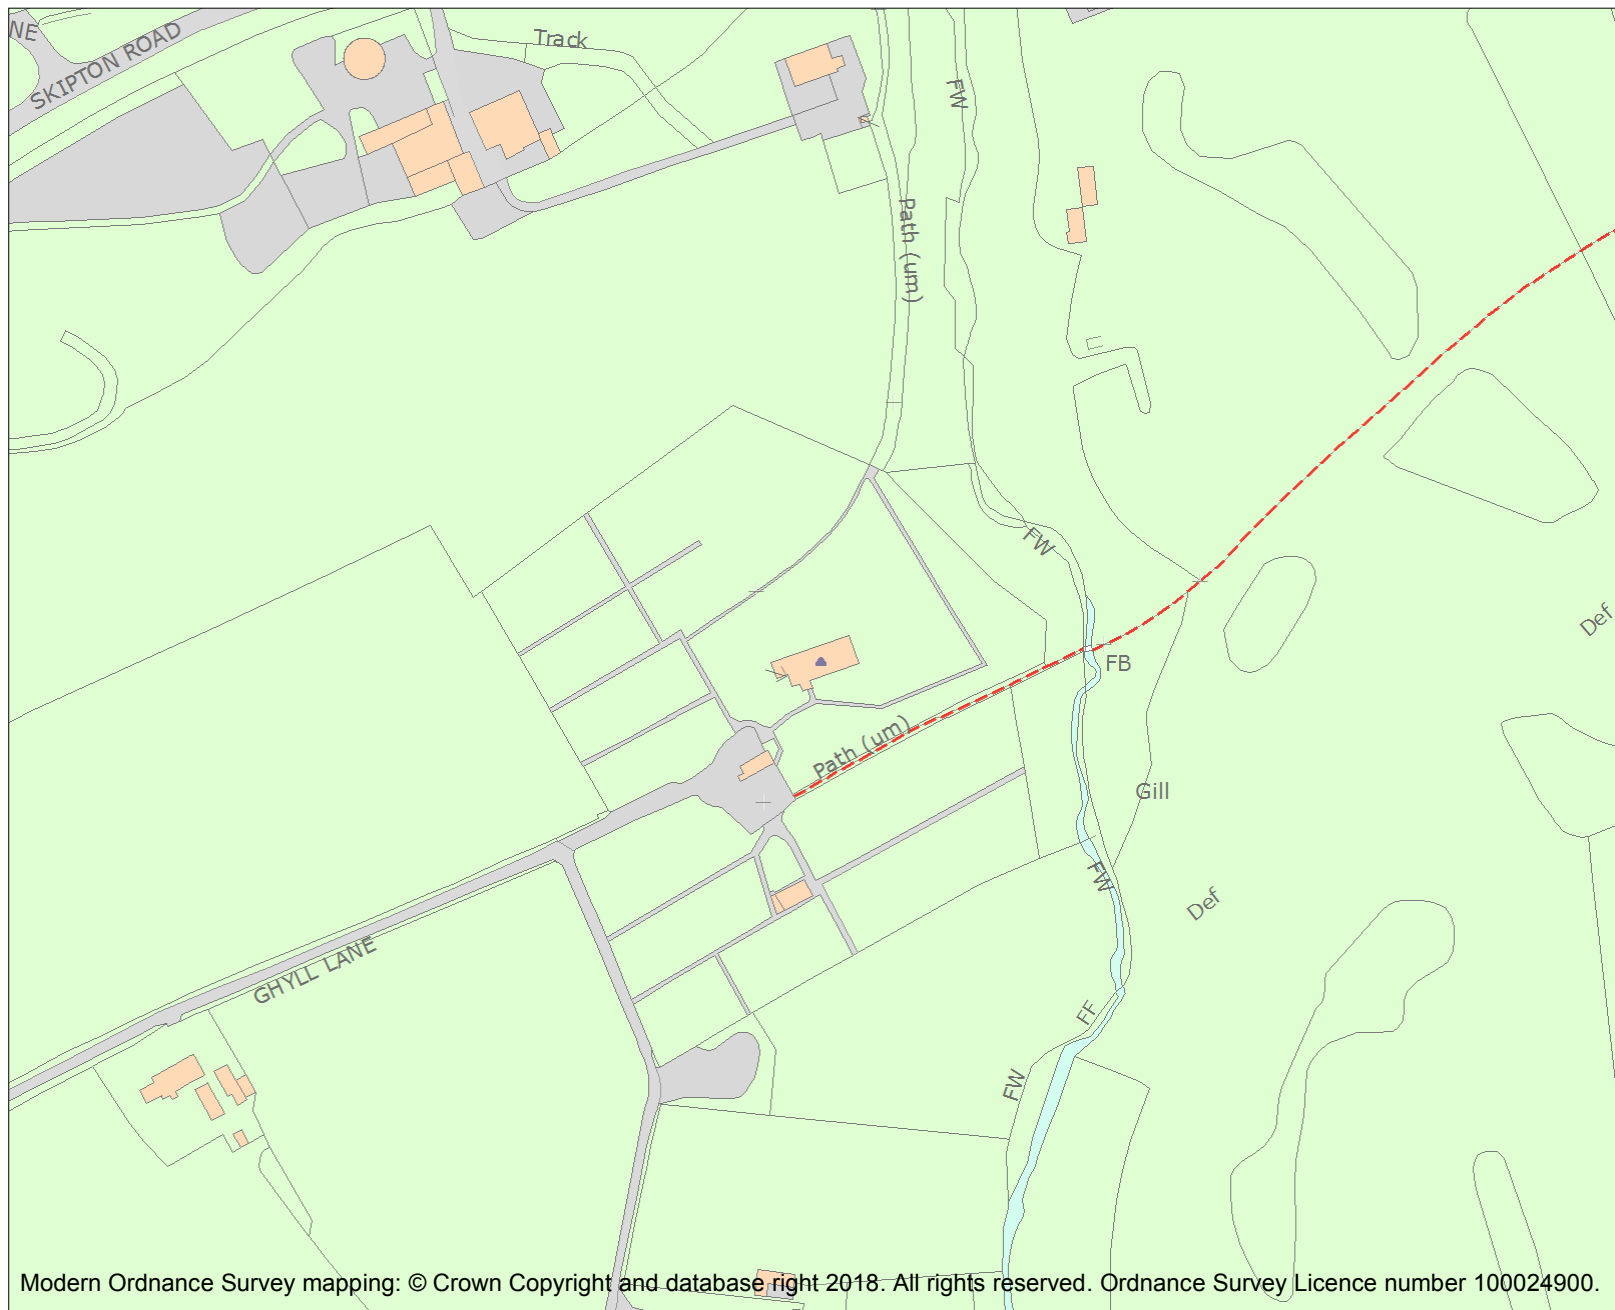 NE
SKIPTON ROAD
Track
FW
Path (um)
FW
Def
FB
Path (um)
Gill
FW
Def
GHYLL LANE
FF
FW
Modern Ordnance Survey mapping: © Crown Copyright and database right 2018. All rights reserved. Ordnance Survey Licence number 100024900.